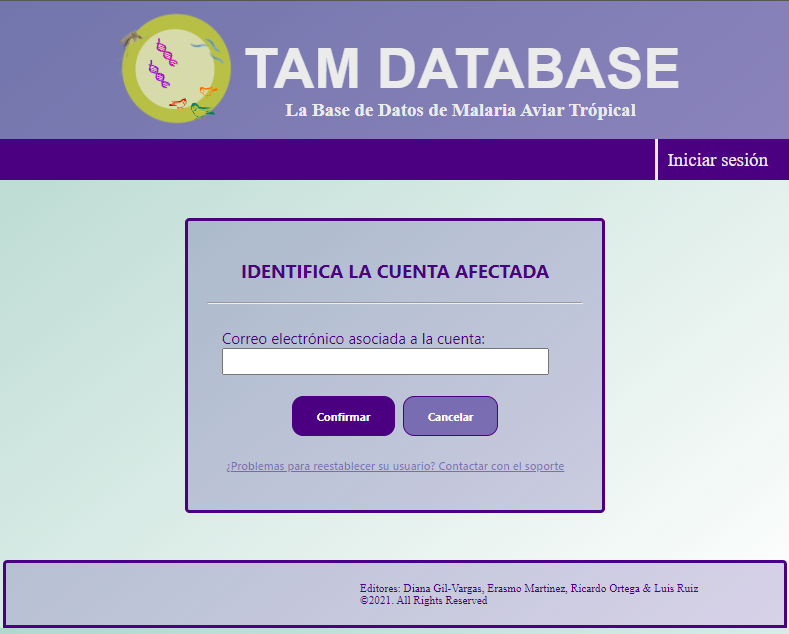 TAM DATABASE
La Base de Datos de Malaria Aviar Trópical
Iniciar sesión
IDENTIFICA LA CUENTA AFECTADA
Correo electrónico asociada a la cuenta:
Confirmar
Cancelar
¿Problemas para reestablecer su usuario? Contactar con el soporte
Editores: Diana Gil-Vargas, Erasmo Martinez, Ricardo Ortega & Luis Ruiz
©2021. All Rights Reserved